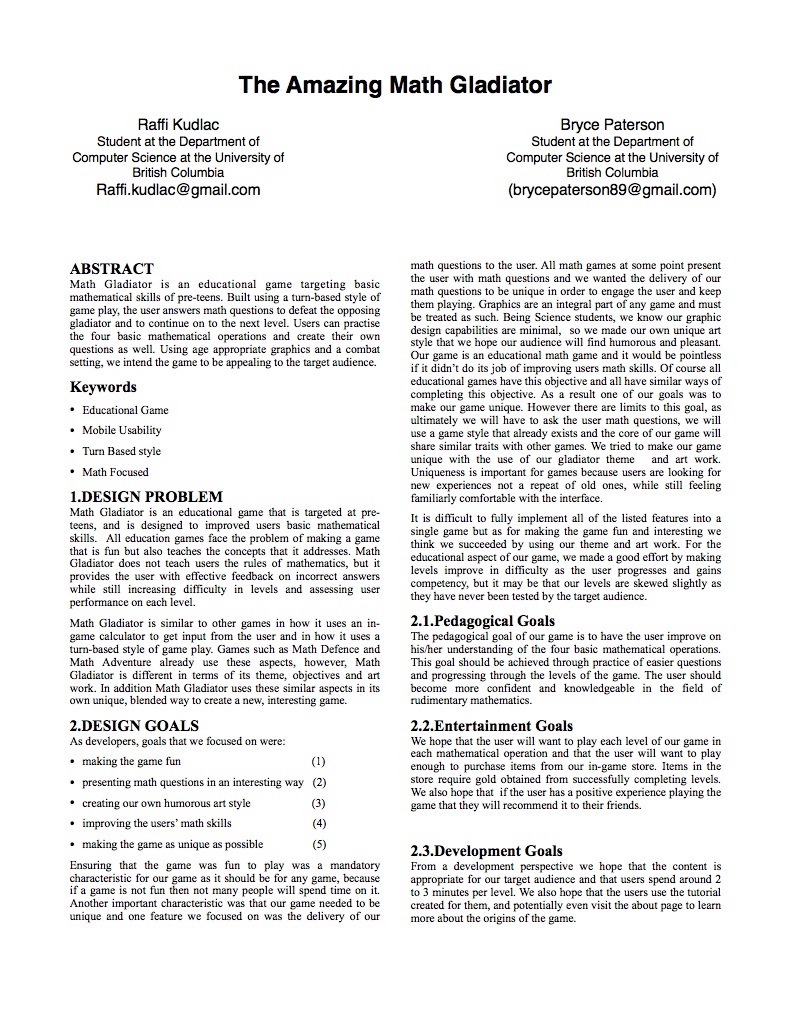 The Amazing Math Gladiator
Raffi Kudlac
Student at the Department of
Computer Science at the University of
British Columbia
Raffi.kudlac@gmail.com
Bryce Paterson
Student at the Department of
Computer Science at the University of
British Columbia
(brycepaterson89@gmail.com)
ABSTRACT
Math Gladiator is an educational game targeting basic
mathematical skills of pre-teens. Built using a turn-based style of
game play, the user answers math questions to defeat the opposing
gladiator and to continue on to the next level. Users can practise
the four basic mathematical operations and create their own
questions as well. Using age appropriate graphics and a combat
setting, we intend the game to be appealing to the target audience.
Keywords
• Educational Game
• Mobile Usability
• Turn Based style
• Math Focused
1.DESIGN PROBLEM
Math Gladiator is an educational game that is targeted at pre-
teens, and is designed to improved users basic mathematical
skills. All education games face the problem of making a game
that is fun but also teaches the concepts that it addresses. Math
Gladiator does not teach users the rules of mathematics, but it
provides the user with effective feedback on incorrect answers
while still increasing difficulty in levels and assessing user
performance on each level.
Math Gladiator is similar to other games in how it uses an in-
game calculator to get input from the user and in how it uses a
turn-based style of game play. Games such as Math Defence and
Math Adventure already use these aspects, however, Math
Gladiator is different in terms of its theme, objectives and art
work. In addition Math Gladiator uses these similar aspects in its
own unique, blended way to create a new, interesting game.
2.DESIGN GOALS
As developers, goals that we focused on were:
• making the game fun (1)
• presenting math questions in an interesting way (2)
• creating our own humorous art style (3)
• improving the users' math skills (4)
• making the game as unique as possible (5)
Ensuring that the game was fun to play was a mandatory
characteristic for our game as it should be for any game, because
if a game is not fun then not many people will spend time on it.
Another important characteristic was that our game needed to be
unique and one feature we focused on was the delivery of our
math questions to the user. All math games at some point present
the user with math questions and we wanted the delivery of our
math questions to be unique in order to engage the user and keep
them playing. Graphics are an integral part of any game and must
be treated as such. Being Science students, we know our graphic
design capabilities are minimal, so we made our own unique art
style that we hope our audience will find humorous and pleasant.
Our game is an educational math game and it would be pointless
if it didn't do its job of improving users math skills. Of course all
educational games have this objective and all have similar ways of
completing this objective. As a result one of our goals was to
make our game unique. However there are limits to this goal, as
ultimately we will have to ask the user math questions, we will
use a game style that already exists and the core of our game will
share similar traits with other games. We tried to make our game
unique with the use of our gladiator theme and art work.
Uniqueness is important for games because users are looking for
new experiences not a repeat of old ones, while still feeling
familiarly comfortable with the interface.
It is difficult to fully implement all of the listed features into a
single game but as for making the game fun and interesting we
think we succeeded by using our theme and art work. For the
educational aspect of our game, we made a good effort by making
levels improve in difficulty as the user progresses and gains
competency, but it may be that our levels are skewed slightly as
they have never been tested by the target audience.
2.1.Pedagogical Goals
The pedagogical goal of our game is to have the user improve on
his/her understanding of the four basic mathematical operations.
This goal should be achieved through practice of easier questions
and progressing through the levels of the game. The user should
become more confident and knowledgeable in the field of
rudimentary mathematics.
2.2.Entertainment Goals
We hope that the user will want to play each level of our game in
each mathematical operation and that the user will want to play
enough to purchase items from our in-game store. Items in the
store require gold obtained from successfully completing levels.
We also hope that if the user has a positive experience playing the
game that they will recommend it to their friends.
2.3.Development Goals
From a development perspective we hope that the content is
appropriate for our target audience and that users spend around 2
to 3 minutes per level. We also hope that the users use the tutorial
created for them, and potentially even visit the about page to learn
more about the origins of the game.